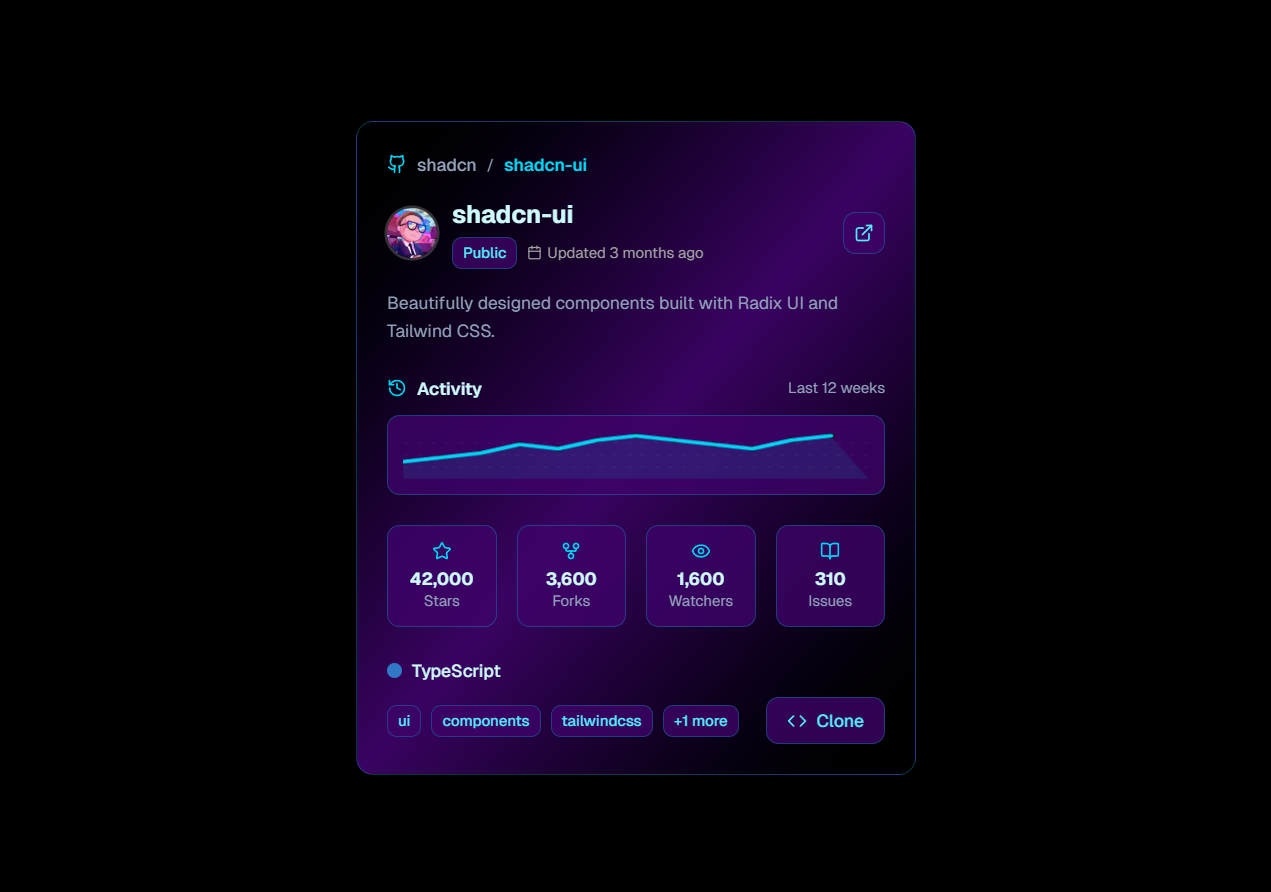 shadcn / shadcn-ui
shadcn-ui
Public Updated 3 months ago
Beautifully designed components built with Radix UI and
Tailwind CSS.
Activity Last 12 weeks
42,000 3,600 1,600 310
Stars Forks Watchers Issues
TypeScript
ui components tailwindcss +1 more Clone